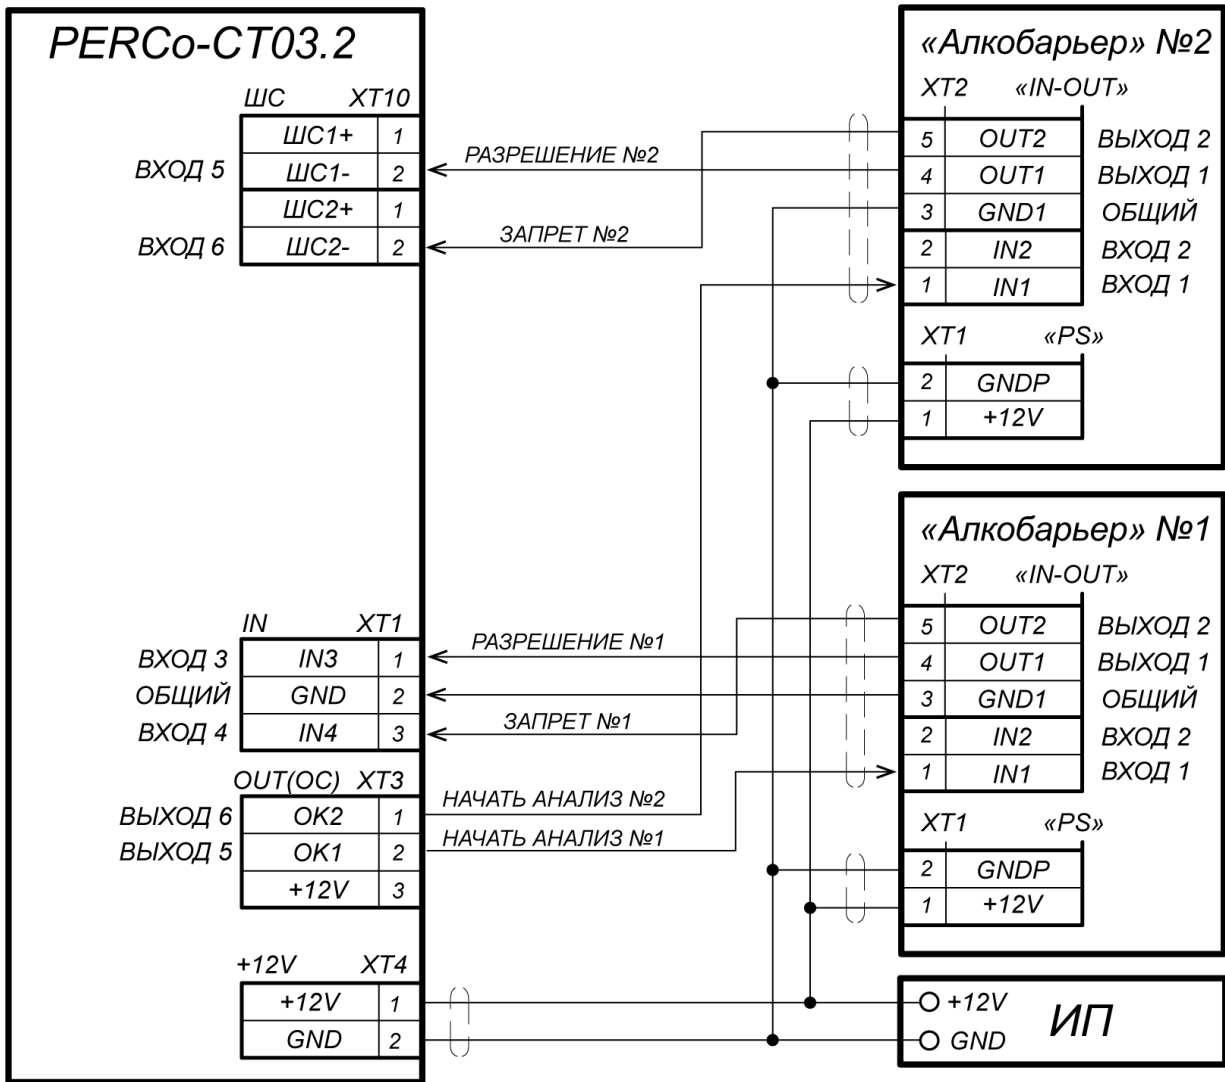 PERCo-CT03.2
ШС XT10
ШС1+ 1
ВХОД 5 ШС1- 2
ШС2+ 1
ВХОД 6 ШС2- 2
РАЗРЕШЕНИЕ №2
ЗАПРЕТ №2
«Алкобарьер» №2
XT2 «IN-OUT»
5 OUT2 ВЫХОД 2
4 OUT1 ВЫХОД 1
3 GND1 ОБЩИЙ
2 IN2 ВХОД 2
1 IN1 ВХОД 1
XT1 «PS»
2 GNDP
1 +12V
IN XT1
ВХОД 3 IN3 1
ОБЩИЙ GND 2
ВХОД 4 IN4 3
РАЗРЕШЕНИЕ №1
ЗАПРЕТ №1
OUT(OC) XT3
ВЫХОД 6 OK2 1
ВЫХОД 5 OK1 2
+12V 3
НАЧАТЬ АНАЛИЗ №2
НАЧАТЬ АНАЛИЗ №1
«Алкобарьер» №1
XT2 «IN-OUT»
5 OUT2 ВЫХОД 2
4 OUT1 ВЫХОД 1
3 GND1 ОБЩИЙ
2 IN2 ВХОД 2
1 IN1 ВХОД 1
XT1 «PS»
2 GNDP
1 +12V
+12V XT4
+12V 1
GND 2
+12V
GND
ИП